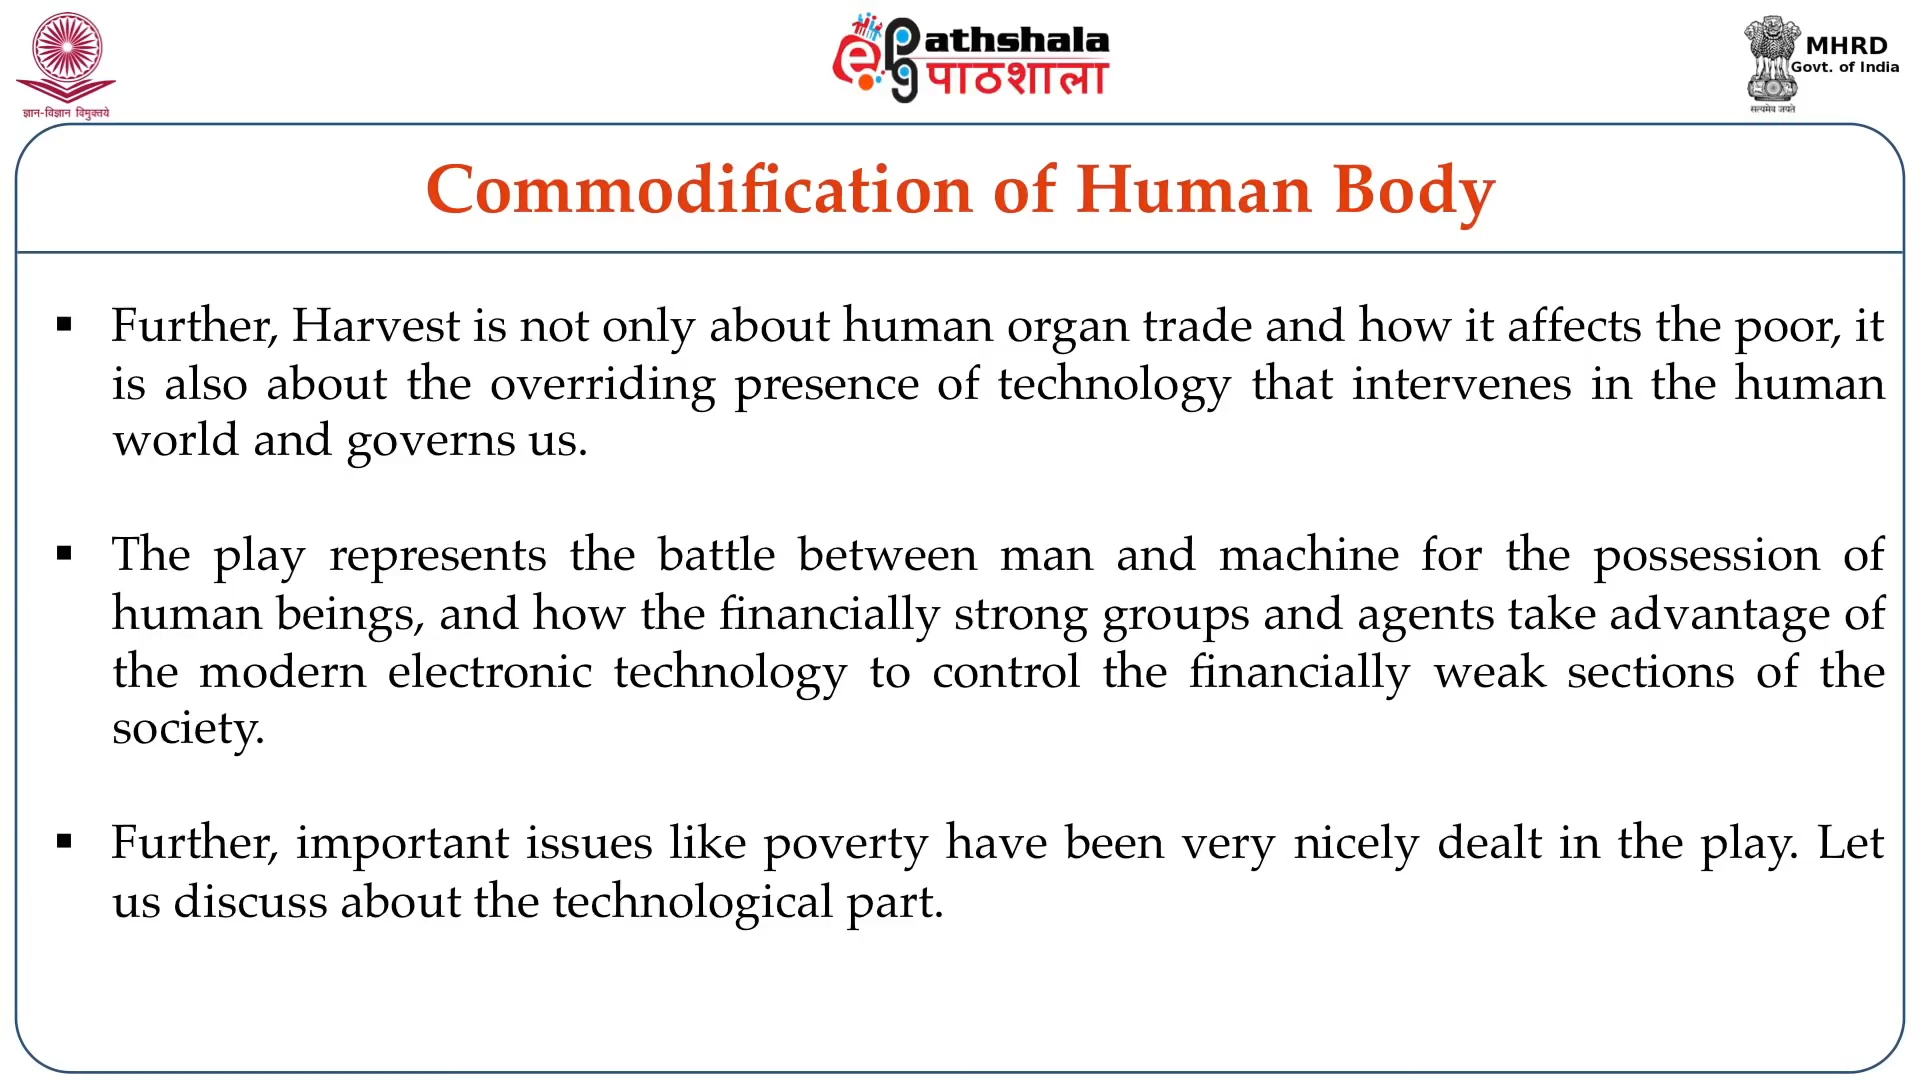 ज्ञान-विज्ञान विमुक्तये
e pg Pathshala
पाठशाला
MHRD
Govt. of India
सत्यमेव जयते
Commodification of Human Body
▪ Further, Harvest is not only about human organ trade and how it affects the poor, it
is also about the overriding presence of technology that intervenes in the human
world and governs us.
▪ The play represents the battle between man and machine for the possession of
human beings, and how the financially strong groups and agents take advantage of
the modern electronic technology to control the financially weak sections of the
society.
▪ Further, important issues like poverty have been very nicely dealt in the play. Let
us discuss about the technological part.